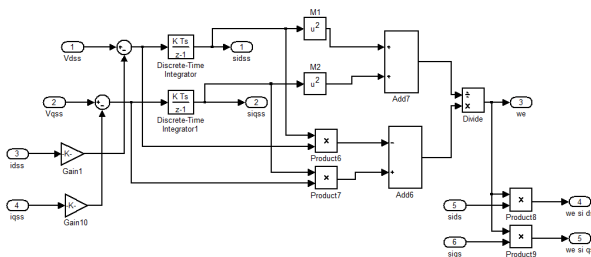 M1
1
Vdss
K Ts
z-1
Discrete-Time
Integrator
1
sidss
u2
M2
u2
Add7
2
Vqss
K Ts
z-1
Discrete-Time
Integrator1
2
siqss
Divide
3
we
3
idss
-K-
Gain1
Product6
Product7
Add6
4
iqss
-K-
Gain10
5
sids
Product8
4
we si d
6
siqs
Product9
5
we si q